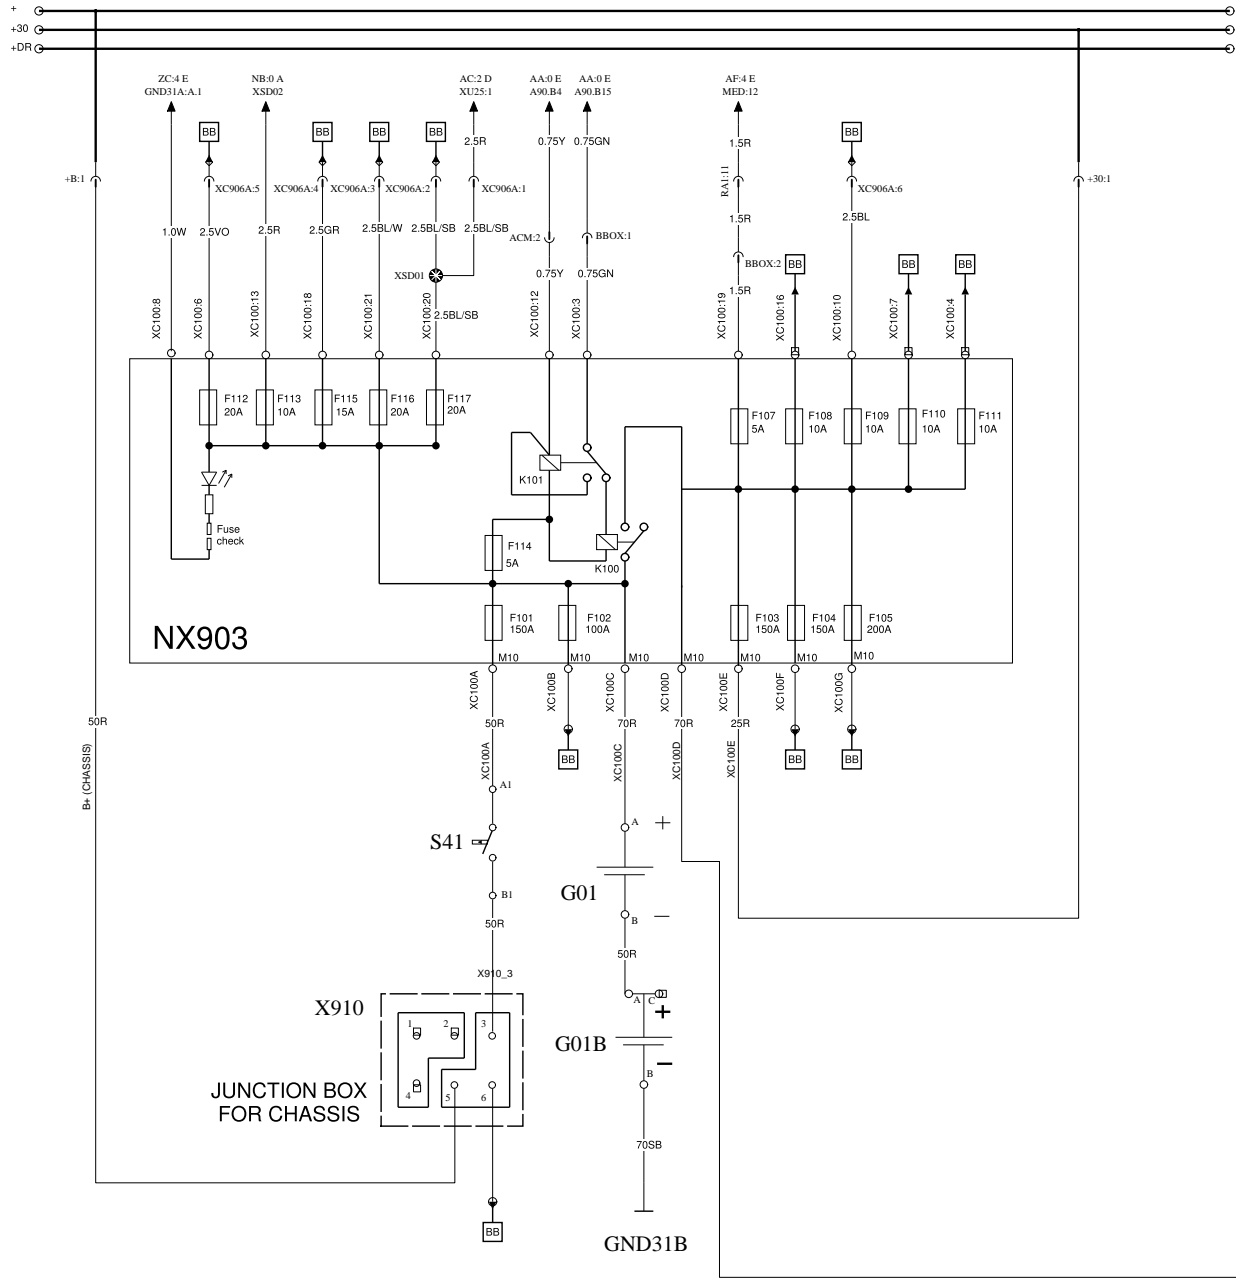 +
+30
+DR
ZC:4 E
GND31A:A.1
NB:0 A
XSD02
AC:2 D
XU25:1
AA:0 E
A90.B4
AA:0 E
A90.B15
AF:4 E
MED:12
BB
BB
BB
BB
BB
2.5R
0.75Y
0.75GN
1.5R
+B:1
XC906A:5
XC906A:4
XC906A:3
XC906A:2
XC906A:1
RA1:11
XC906A:6
+30:1
1.0W
2.5VO
2.5R
2.5GR
2.5BL/W
2.5BL/SB
2.5BL/SB
ACM:2
BBOX:1
1.5R
2.5BL
XSD01
0.75Y
0.75GN
BBOX:2
BB
BB
BB
1.5R
XC100:8
XC100:6
XC100:13
XC100:18
XC100:21
XC100:20
2.5BL/SB
XC100:12
XC100:3
XC100:19
XC100:16
XC100:10
XC100:7
XC100:4
F112
20A
F113
10A
F115
15A
F116
20A
F117
20A
F107
5A
F108
10A
F109
10A
F110
10A
F111
10A
K101
Fuse
check
F114
5A
K100
NX903
F101
150A
F102
100A
F103
150A
F104
150A
F105
200A
M10
M10
M10
M10
M10
M10
M10
XC100A
XC100B
XC100C
XC100D
XC100E
XC100F
XC100G
50R
50R
70R
70R
25R
B+ (CHASSIS)
XC100A
BB
XC100C
XC100D
XC100E
BB
BB
A1
S41
A
+
G01
B1
B
−
50R
50R
X910_3
X910
A
C
+
1
2
3
G01B
−
B
4
5
6
JUNCTION BOX
FOR CHASSIS
70SB
BB
GND31B